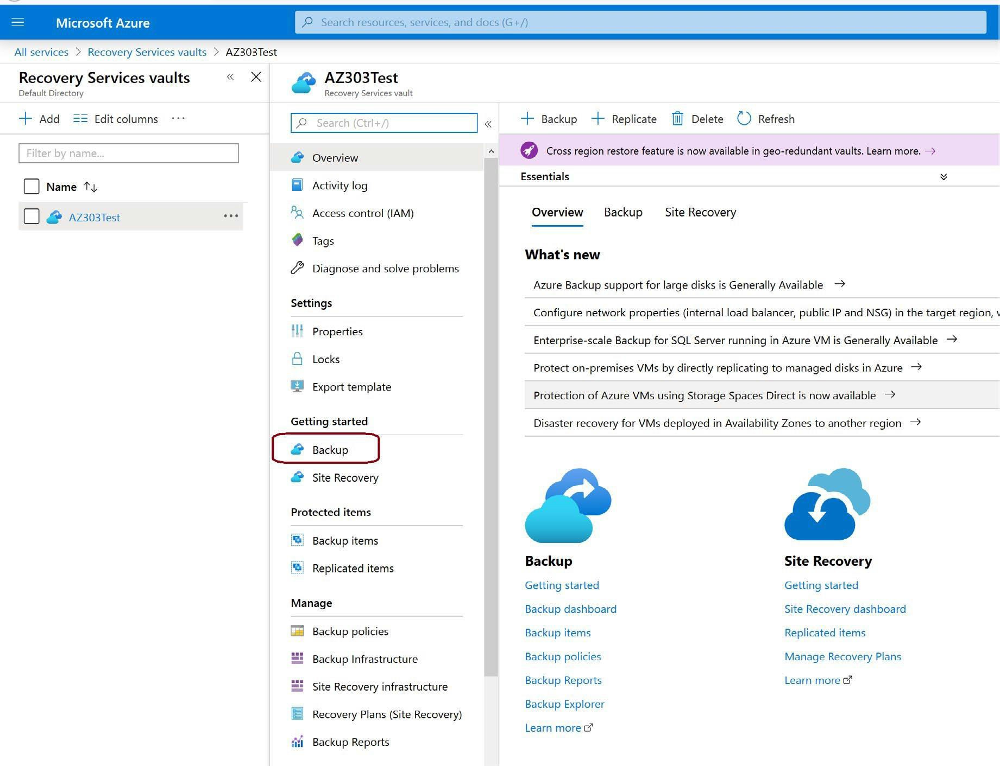 Microsoft Azure
Search resources, services, and docs (G+/)
All services > Recovery Services vaults > AZ303Test
Recovery Services vaults
Default Directory
Add
Edit columns
Filter by name...
Name
AZ303Test
AZ303Test
Recovery Services vault
Search (Ctrl+/)
Overview
Activity log
Access control (IAM)
Tags
Diagnose and solve problems
Settings
Properties
Locks
Export template
Getting started
Backup
Site Recovery
Protected items
Backup items
Replicated items
Manage
Backup policies
Backup Infrastructure
Site Recovery infrastructure
Recovery Plans (Site Recovery)
Backup Reports
Backup
Replicate
Delete
Refresh
Cross region restore feature is now available in geo-redundant vaults. Learn more. →
Essentials
Overview
Backup
Site Recovery
What's new
Azure Backup support for large disks is Generally Available →
Configure network properties (internal load balancer, public IP and NSG) in the target region,
Enterprise-scale Backup for SQL Server running in Azure VM is Generally Available →
Protect on-premises VMs by directly replicating to managed disks in Azure →
Protection of Azure VMs using Storage Spaces Direct is now available →
Disaster recovery for VMs deployed in Availability Zones to another region →
Backup
Getting started
Backup dashboard
Backup items
Backup policies
Backup Reports
Backup Explorer
Learn more
Site Recovery
Getting started
Site Recovery dashboard
Replicated items
Manage Recovery Plans
Learn more